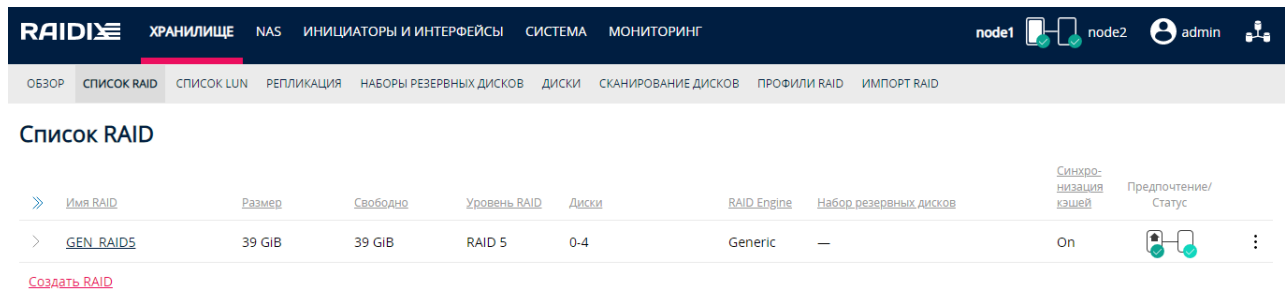 RAIDIX ХРАНИЛИЩЕ NAS ИНИЦИАТОРЫ И ИНТЕРФЕЙСЫ СИСТЕМА МОНИТОРИНГ node1 node2 admin
ОБЗОР СПИСОК RAID СПИСОК LUN РЕПЛИКАЦИЯ НАБОРЫ РЕЗЕРВНЫХ ДИСКОВ ДИСКИ СКАНИРОВАНИЕ ДИСКОВ ПРОФИЛИ RAID ИМПОРТ RAID
Список RAID
Имя RAID Размер Свободно Уровень RAID Диски RAID Engine Набор резервных дисков Синхро-
низация
кэшей Предпочтение/
Статус
GEN_RAID5 39 GiB 39 GiB RAID 5 0-4 Generic — On
Создать RAID